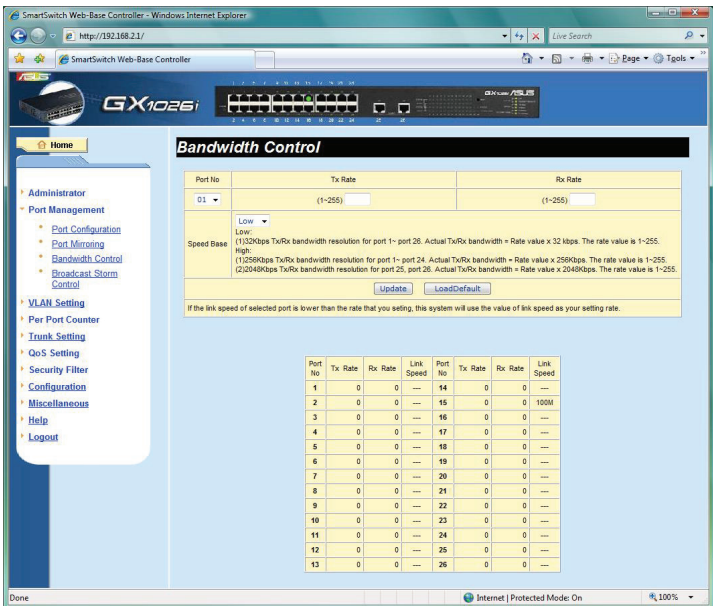 SmartSwitch Web-Base Controller - Windows Internet Explorer
http://192.168.2.1/
Live Search
SmartSwitch Web-Base Controller
Page
Tools
ASUS
GX1026i
Home
Bandwidth Control
Administrator
Port Management
Port Configuration
Port Mirroring
Bandwidth Control
Broadcast Storm
Control
VLAN Setting
Per Port Counter
Trunk Setting
QoS Setting
Security Filter
Configuration
Miscellaneous
Help
Logout
Port No Tx Rate Rx Rate
01 (1~255) (1~255)
Speed Base
Low
Low:
(1)32Kbps Tx/Rx bandwidth resolution for port 1~ port 26. Actual Tx/Rx bandwidth = Rate value x 32 kbps. The rate value is 1~255.
High:
(1)256Kbps Tx/Rx bandwidth resolution for port 1~ port 24. Actual Tx/Rx bandwidth = Rate value x 256Kbps. The rate value is 1~255.
(2)2048Kbps Tx/Rx bandwidth resolution for port 25, port 26. Actual Tx/Rx bandwidth = Rate value x 2048Kbps. The rate value is 1~255.
Update LoadDefault
If the link speed of selected port is lower than the rate that you seting, this system will use the value of link speed as your setting rate.
Port No Tx Rate Rx Rate Link Speed Port No Tx Rate Rx Rate Link Speed
1 0 0 --- 14 0 0 ---
2 0 0 --- 15 0 0 100M
3 0 0 --- 16 0 0 ---
4 0 0 --- 17 0 0 ---
5 0 0 --- 18 0 0 ---
6 0 0 --- 19 0 0 ---
7 0 0 --- 20 0 0 ---
8 0 0 --- 21 0 0 ---
9 0 0 --- 22 0 0 ---
10 0 0 --- 23 0 0 ---
11 0 0 --- 24 0 0 ---
12 0 0 --- 25 0 0 ---
13 0 0 --- 26 0 0 ---
Done
Internet | Protected Mode: On
100%